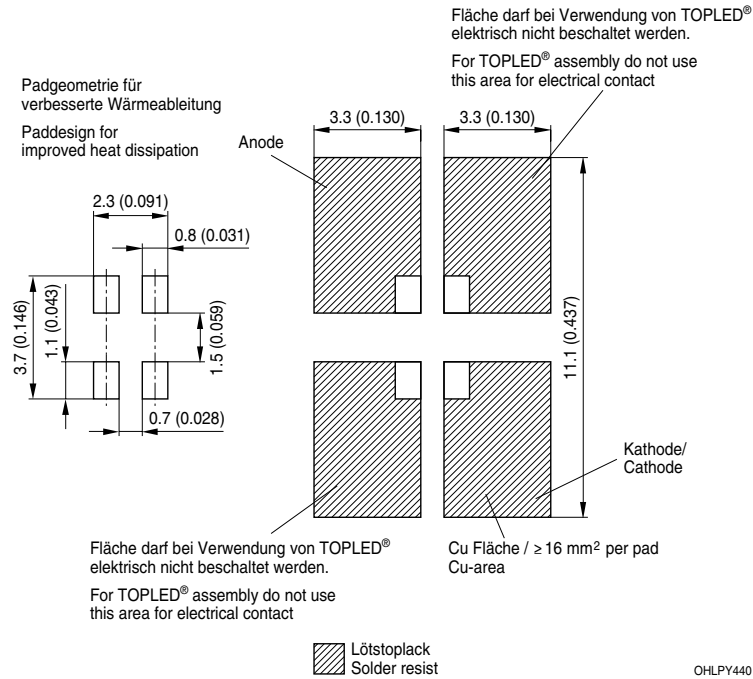 Fläche darf bei Verwendung von TOPLED®
elektrisch nicht beschaltet werden.
For TOPLED® assembly do not use
this area for electrical contact
Padgeometrie für
verbesserte Wärmeableitung
Paddesign for
improved heat dissipation
Anode
3.3 (0.130)
3.3 (0.130)
2.3 (0.091)
0.8 (0.031)
3.7 (0.146)
1.1 (0.043)
1.5 (0.059)
11.1 (0.437)
0.7 (0.028)
Kathode/
Cathode
Fläche darf bei Verwendung von TOPLED®
elektrisch nicht beschaltet werden.
For TOPLED® assembly do not use
this area for electrical contact
Cu Fläche / ≥ 16 mm² per pad
Cu-area
Lötstoplack
Solder resist
OHLPY440